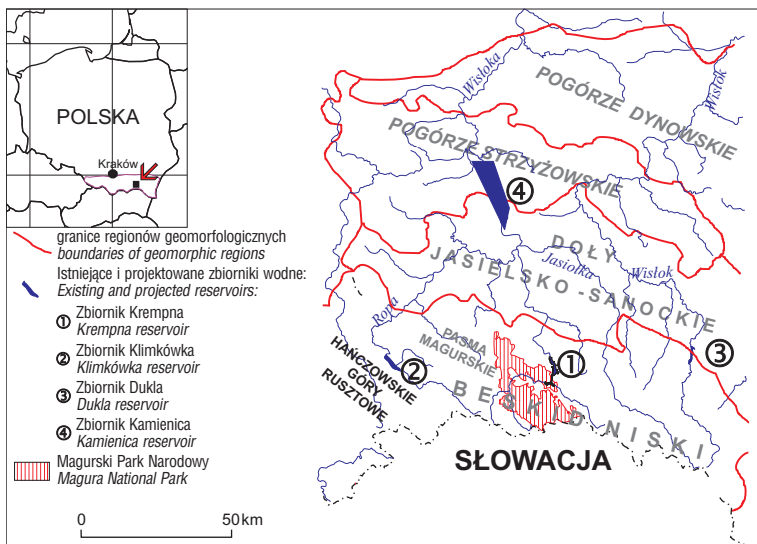 POLSKA
Kraków
granice regionów geomorfologicznych
boundaries of geomorphic regions
Istniejące i projektowane zbiorniki wodne:
Existing and projected reservoirs:
1 Zbiornik Krempna
Krempna reservoir
2 Zbiornik Klimkówka
Klimkówka reservoir
3 Zbiornik Dukla
Dukla reservoir
4 Zbiornik Kamienica
Kamienica reservoir
Magurski Park Narodowy
Magura National Park
0 50 km
Wisłoka
Wisłok
POGÓRZE DYNOWSKIE
POGÓRZE STRZYŻOWSKIE
4
DOŁY
JASIELSKO-SANOCKIE
Jasiołka
Wisłok
Ropa
PASMA
MAGURSKIE
1
2
3
HAŃCZOWSKIE
GÓRY
RUSZTOWE
BESKID NISKI
SŁOWACJA